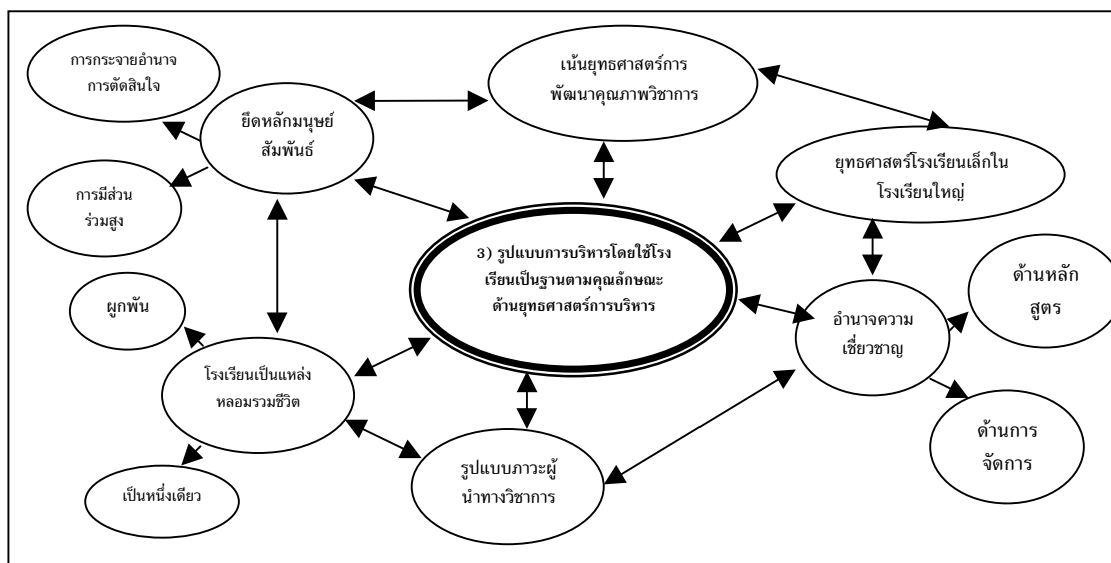 การกระจายอำนาจ
การตัดสินใจ
เน้นยุทธศาสตร์การ
พัฒนาคุณภาพวิชาการ
ยึดหลักมนุษย์
สัมพันธ์
ยุทธศาสตร์โรงเรียนเล็กใน
โรงเรียนใหญ่
การมีส่วน
ร่วมสูง
3) รูปแบบการบริหารโดยใช้โรง
เรียนเป็นฐานตามคุณลักษณะ
ด้านยุทธศาสตร์การบริหาร
ด้านหลัก
สูตร
ผูกพัน
อำนาจความ
เชี่ยวชาญ
โรงเรียนเป็นแหล่ง
หลอมรวมชีวิต
ด้านการ
จัดการ
รูปแบบภาวะผู้
นำทางวิชาการ
เป็นหนึ่งเดียว